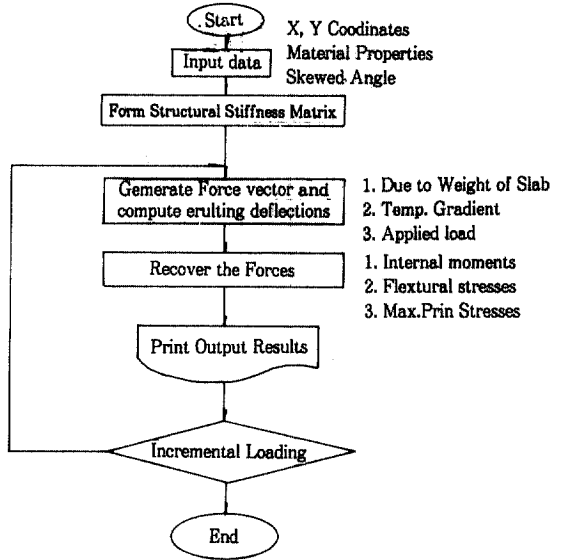 Start
X, Y Coodinates
Input data
Material Properties
Skewed Angle
Form Structural Stiffness Matrix
Gemerate Force vector and
compute erulting deflections
1. Due to Weight of Slab
2. Temp. Gradient
3. Applied load
Recover the Forces
1. Internal moments
2. Flextural stresses
3. Max.Prin Stresses
Print Output Results
Incremental Loading
End